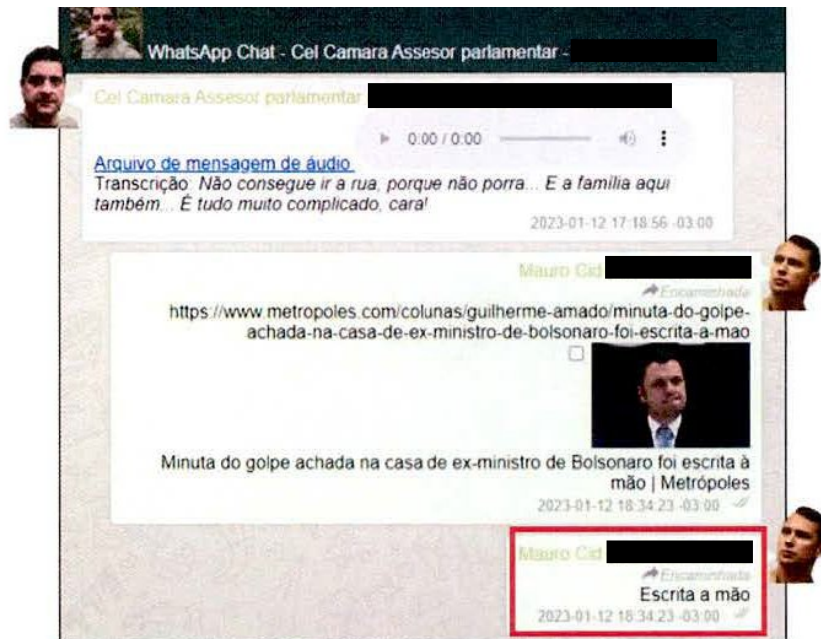 WhatsApp Chat - Cel Camara Assesor parlamentar -
Cel Camara Assesor parlamentar
0:00 / 0:00
Arquivo de mensagem de áudio
Transcrição: Não consegue ir a rua, porque não porra... E a família aqui
também... É tudo muito complicado, cara!
2023-01-12 17:18:56 -03:00
Mauro Cid
Encaminhada
https://www.metropoles.com/colunas/guilherme-amado/minuta-do-golpe-
achada-na-casa-de-ex-ministro-de-bolsonaro-foi-escrita-a-mao
Minuta do golpe achada na casa de ex-ministro de Bolsonaro foi escrita à
mão | Metrópoles
2023-01-12 18:34:23 -03:00
Mauro Cid
Encaminhada
Escrita a mão
2023-01-12 18:34:23 -03:00